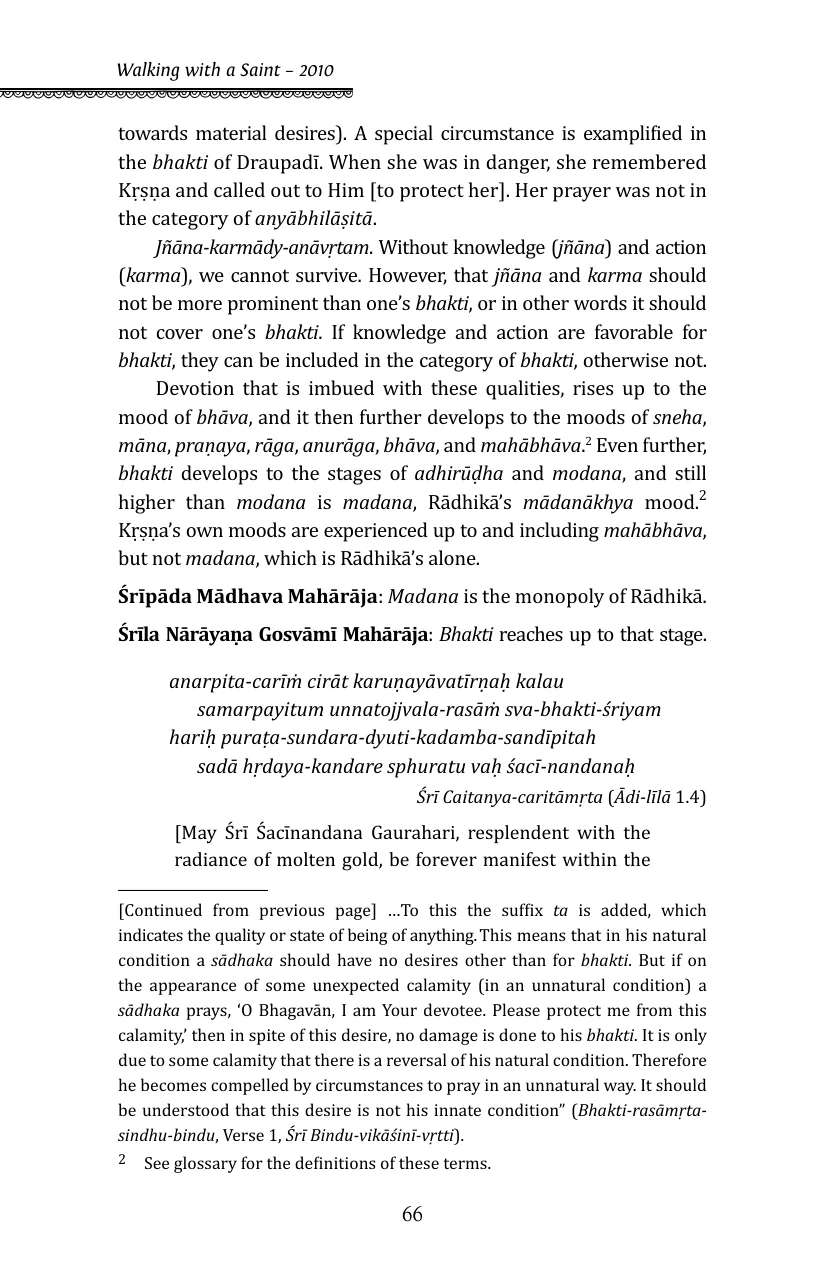 Walking with a Saint – 2010
towards material desires). A special circumstance is examplified in
the bhakti of Draupadī. When she was in danger, she remembered
Kṛṣṇa and called out to Him [to protect her]. Her prayer was not in
the category of anyābhilāṣitā.
Jñāna-karmādy-anāvṛtam. Without knowledge (jñāna) and action
(karma), we cannot survive. However, that jñāna and karma should
not be more prominent than one’s bhakti, or in other words it should
not cover one’s bhakti. If knowledge and action are favorable for
bhakti, they can be included in the category of bhakti, otherwise not.
Devotion that is imbued with these qualities, rises up to the
mood of bhāva, and it then further develops to the moods of sneha,
māna, praṇaya, rāga, anurāga, bhāva, and mahābhāva.² Even further,
bhakti develops to the stages of adhirūḍha and modana, and still
higher than modana is madana, Rādhikā’s mādanākhya mood.²
Kṛṣṇa’s own moods are experienced up to and including mahābhāva,
but not madana, which is Rādhikā’s alone.
Śrīpāda Mādhava Mahārāja: Madana is the monopoly of Rādhikā.
Śrīla Nārāyaṇa Gosvāmī Mahārāja: Bhakti reaches up to that stage.
anarpita-carīṁ cirāt karuṇayāvatīrṇaḥ kalau
samarpayitum unnatojjvala-rasāṁ sva-bhakti-śriyam
hariḥ puraṭa-sundara-dyuti-kadamba-sandīpitah
sadā hṛdaya-kandare sphuratu vaḥ śacī-nandanaḥ
Śrī Caitanya-caritāmṛta (Ādi-līlā 1.4)
[May Śrī Śacīnandana Gaurahari, resplendent with the
radiance of molten gold, be forever manifest within the
[Continued from previous page] …To this the suffix ta is added, which
indicates the quality or state of being of anything. This means that in his natural
condition a sādhaka should have no desires other than for bhakti. But if on
the appearance of some unexpected calamity (in an unnatural condition) a
sādhaka prays, ‘O Bhagavān, I am Your devotee. Please protect me from this
calamity,’ then in spite of this desire, no damage is done to his bhakti. It is only
due to some calamity that there is a reversal of his natural condition. Therefore
he becomes compelled by circumstances to pray in an unnatural way. It should
be understood that this desire is not his innate condition” (Bhakti-rasāmṛta-
sindhu-bindu, Verse 1, Śrī Bindu-vikāśinī-vṛtti).
2 See glossary for the definitions of these terms.
66